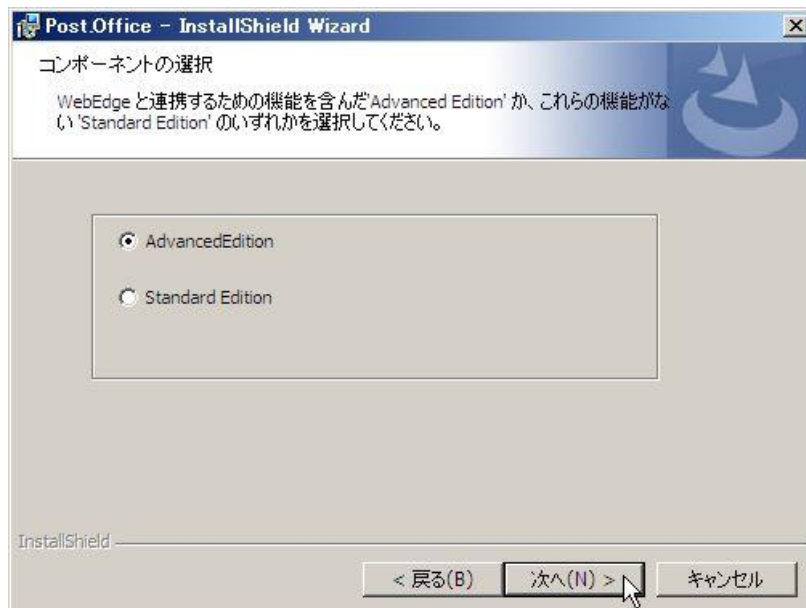 Post.Office - InstallShield Wizard
コンポーネントの選択
WebEdge と連携するための機能を含んだ'Advanced Edition' か、これらの機能がな
い 'Standard Edition' のいずれかを選択してください。
AdvancedEdition
Standard Edition
InstallShield
< 戻る(B) 次へ(N) > キャンセル